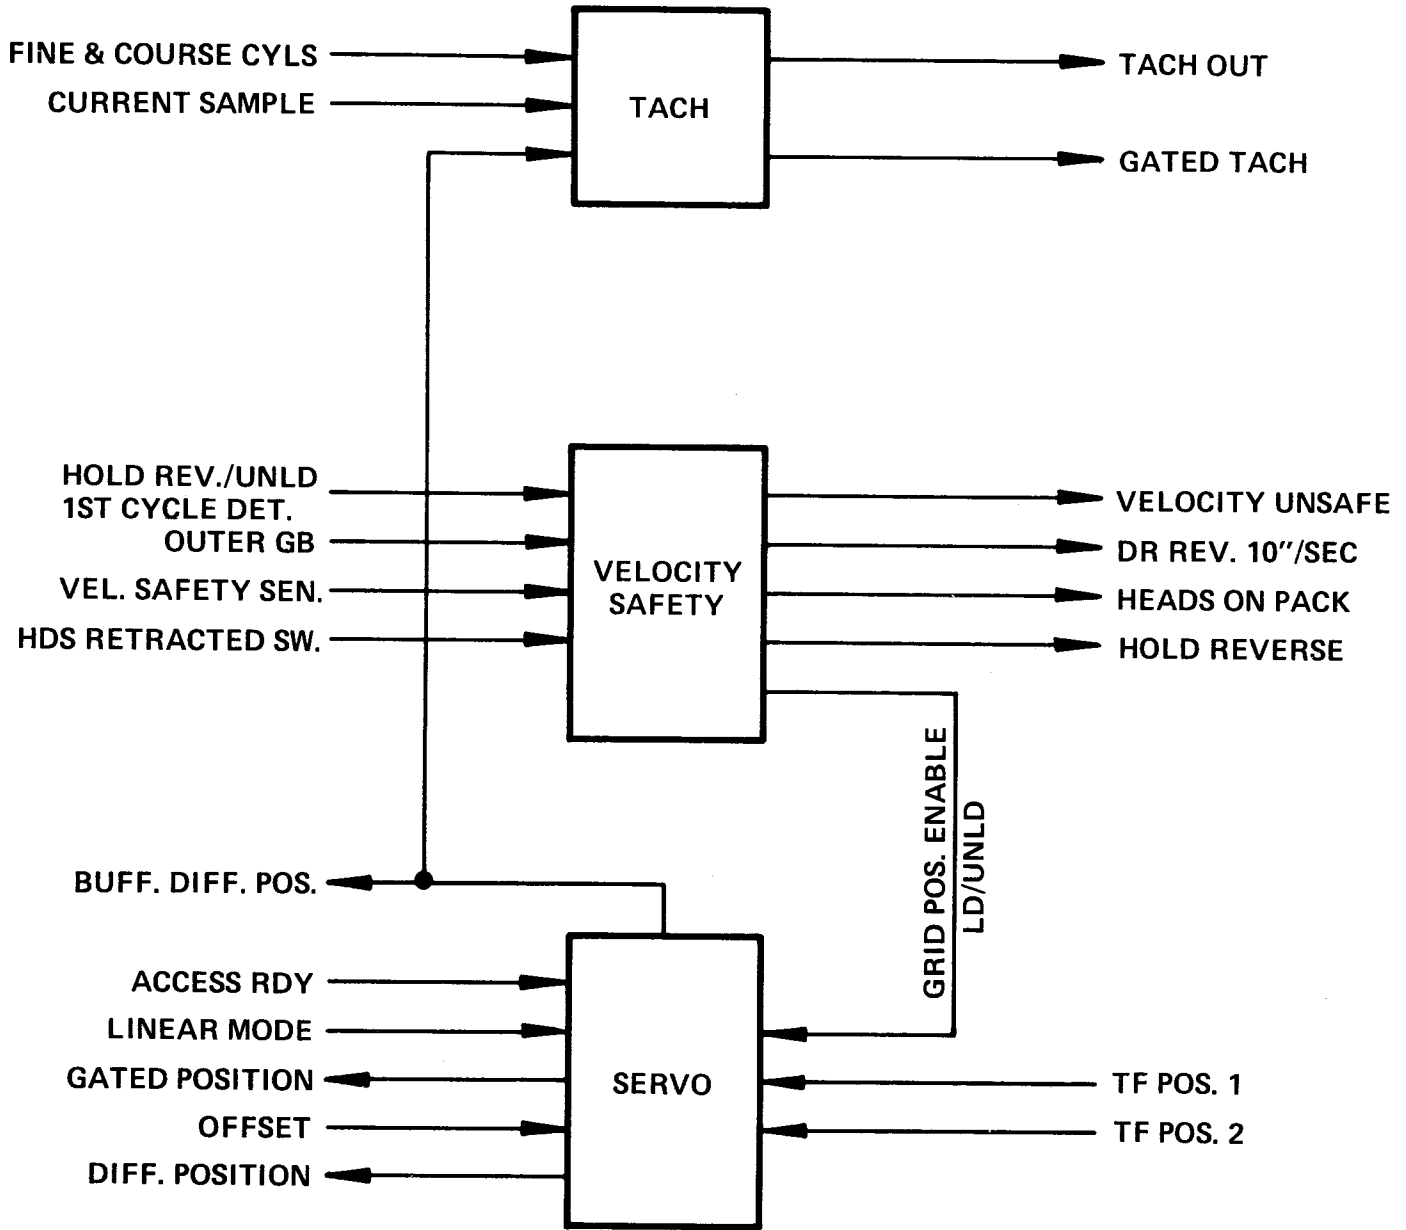 FINE & COURSE CYLS
CURRENT SAMPLE
TACH
TACH OUT
GATED TACH
HOLD REV./UNLD
1ST CYCLE DET.
OUTER GB
VEL. SAFETY SEN.
HDS RETRACTED SW.
VELOCITY
SAFETY
VELOCITY UNSAFE
DR REV. 10"/SEC
HEADS ON PACK
HOLD REVERSE
GRID POS. ENABLE
LD/UNLD
BUFF. DIFF. POS.
ACCESS RDY
LINEAR MODE
GATED POSITION
OFFSET
DIFF. POSITION
SERVO
TF POS. 1
TF POS. 2